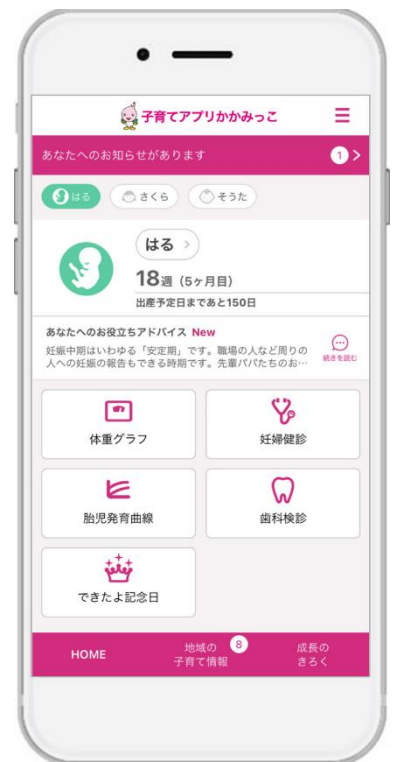 子育てアプリかかみっこ
あなたへのお知らせがあります
1
はる
さくら
そうた
はる
18週（5ヶ月目）
出産予定日まであと150日
あなたへのお役立ちアドバイス New
妊娠中期はいわゆる「安定期」です。職場の人など周りの
人への妊娠の報告もできる時期です。先輩パパたちのお…
続きを読む
体重グラフ
妊婦健診
胎児発育曲線
歯科検診
できたよ記念日
HOME
地域の
子育て情報
8
成長の
きろく